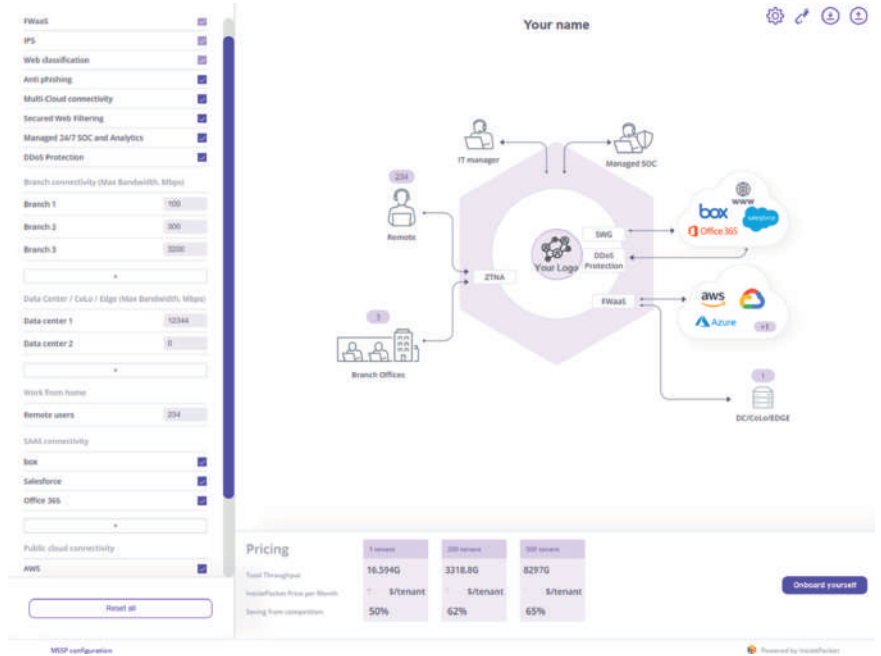 FWaaS
IPS
Web classification
Anti phishing
Multi-Cloud connectivity
Secured Web Filtering
Managed 24/7 SOC and Analytics
DDoS Protection
Branch connectivity (Max Bandwidth, Mbps)
Branch 1 100
Branch 2 300
Branch 3 3200
+
Data Center / CoLo / Edge (Max Bandwidth, Mbps)
Data center 1 12344
Data center 2 0
+
Work from home
Remote users 234
SAAS connectivity
box
Salesforce
Office 365
+
Public cloud connectivity
AWS
Reset all
MSSP configuration
Your name
IT manager
Managed SOC
234
Remote
ZTNA
Your Logo
SWG
DDoS
Protection
FWaaS
www
box
salesforce
Office 365
aws
Azure
+1
3
Branch Offices
1
DC/CoLo/EDGE
Pricing
1 tenant 200 tenant 500 tenant
Total Throughput 16.594G 3318.8G 8297G
InsidePacket Price per Month $/tenant $/tenant $/tenant
Saving from competition 50% 62% 65%
Onboard yourself
Powered by InsidePacket